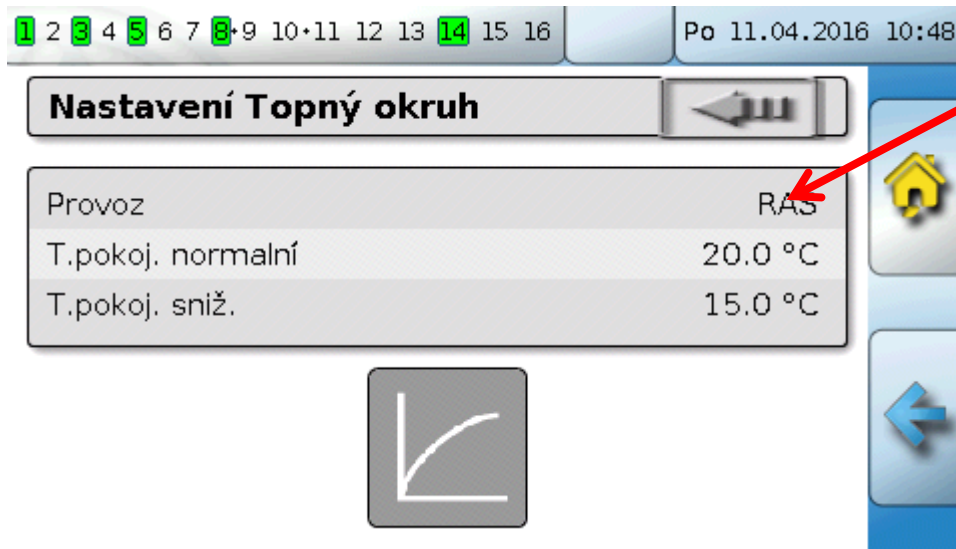 1 2 3 4 5 6 7 8·9 10·11 12 13 14 15 16 Po 11.04.2016 10:48
Nastavení Topný okruh
Provoz RAS
T.pokoj. normalní 20.0 °C
T.pokoj. sniž. 15.0 °C